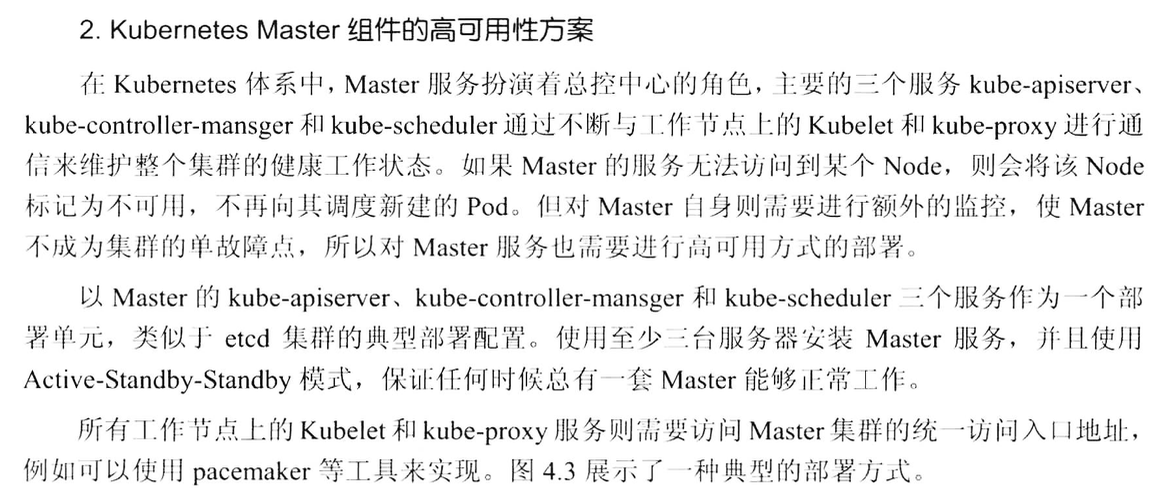 2. Kubernetes Master 组件的高可用性方案
在 Kubernetes 体系中，Master 服务扮演着总控中心的角色，主要的三个服务 kube-apiserver、
kube-controller-mansger 和 kube-scheduler 通过不断与工作节点上的 Kubelet 和 kube-proxy 进行通
信来维护整个集群的健康工作状态。如果 Master 的服务无法访问到某个 Node，则会将该 Node
标记为不可用，不再向其调度新建的 Pod。但对 Master 自身则需要进行额外的监控，使 Master
不成为集群的单故障点，所以对 Master 服务也需要进行高可用方式的部署。
以 Master 的 kube-apiserver、kube-controller-mansger 和 kube-scheduler 三个服务作为一个部
署单元，类似于 etcd 集群的典型部署配置。使用至少三台服务器安装 Master 服务，并且使用
Active-Standby-Standby 模式，保证任何时候总有一套 Master 能够正常工作。
所有工作节点上的 Kubelet 和 kube-proxy 服务则需要访问 Master 集群的统一访问入口地址，
例如可以使用 pacemaker 等工具来实现。图 4.3 展示了一种典型的部署方式。